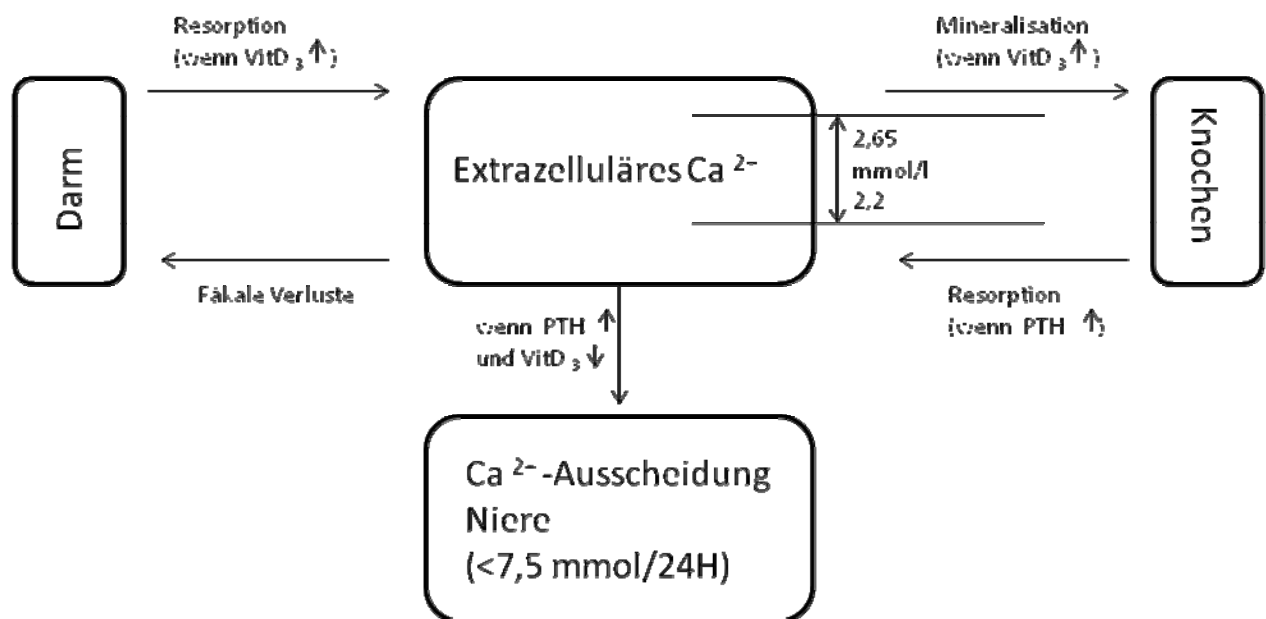 Resorption
(wenn VitD 3 ↑)
Mineralisation
(wenn VitD 3 ↑)
Darm
Extrazelluläres Ca 2-
2,65
mmol/l
2,2
Knochen
Fäkale Verluste
wenn PTH ↑
und VitD 3 ↓
Resorption
(wenn PTH ↑)
Ca 2- -Ausscheidung
Niere
(<7,5 mmol/24H)